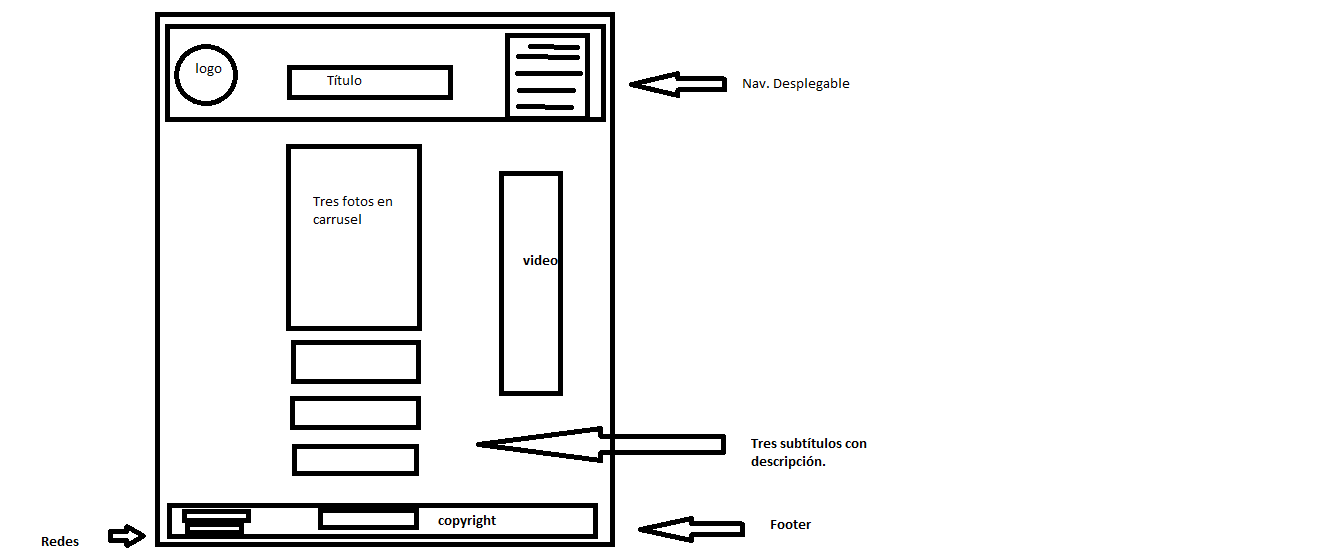 logo
Título
Nav. Desplegable
Tres fotos en
carrusel
video
Tres subtítulos con
descripción.
copyright
Footer
Redes